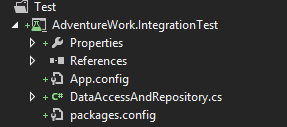 Test
AdventureWork.IntegrationTest
Properties
References
App.config
C# DataAccessAndRepository.cs
packages.config